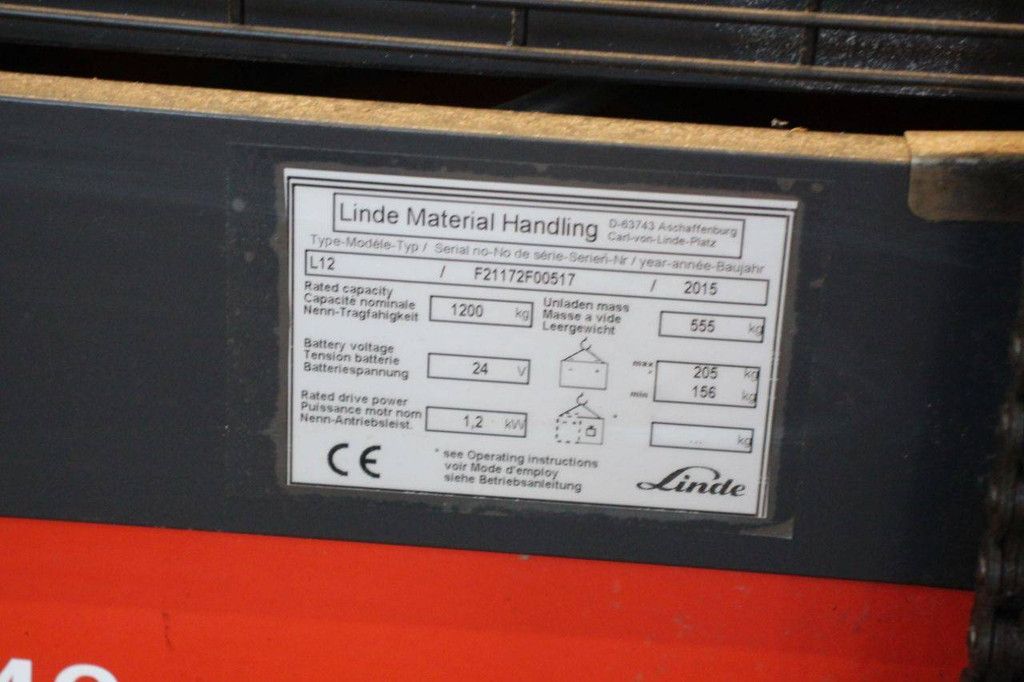 Linde Material Handling
D-63743 Aschaffenburg
Carl-von-Linde-Platz
Type-Modèle-Typ / Serial no-No de série-Serien-Nr / year-année-Baujahr
L12 / F21172F00517 / 2015
Rated capacity
Capacité nominale
Nenn-Tragfahigkeit
1200 kg
Unladen mass
Masse a vide
Leergewicht
555 kg
Battery voltage
Tension batterie
Batteriespannung
24 V
max
205 kg
min
156 kg
Rated drive power
Puissance motr nom
Nenn-Antriebsleist.
1,2 kW
*
... kg
CE
* see Operating instructions
voir Mode d'employ
siehe Betriebsanleitung
Linde